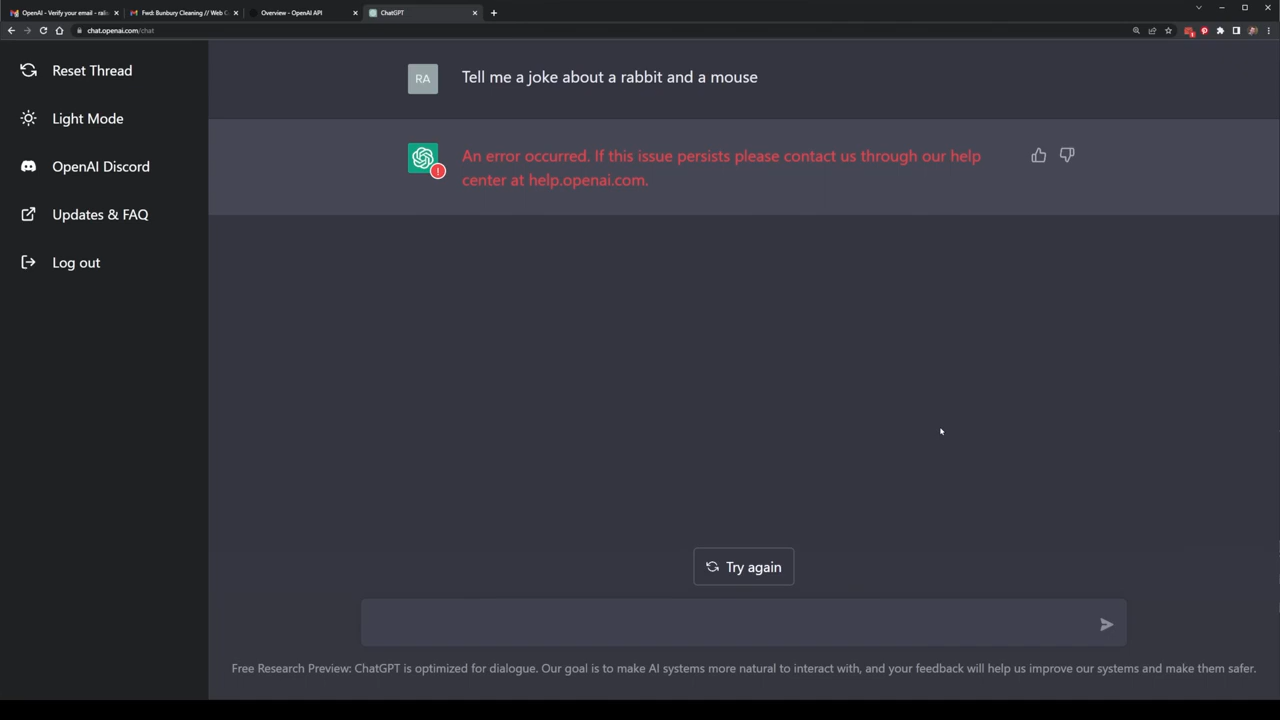 OpenAI - Verify your email - rai
Fwd: Bunbury Cleaning // Web C
Overview - OpenAI API
ChatGPT
chat.openai.com/chat
Reset Thread
Light Mode
OpenAI Discord
Updates & FAQ
Log out
RA
Tell me a joke about a rabbit and a mouse
An error occurred. If this issue persists please contact us through our help
center at help.openai.com.
Try again
Free Research Preview: ChatGPT is optimized for dialogue. Our goal is to make AI systems more natural to interact with, and your feedback will help us improve our systems and make them safer.